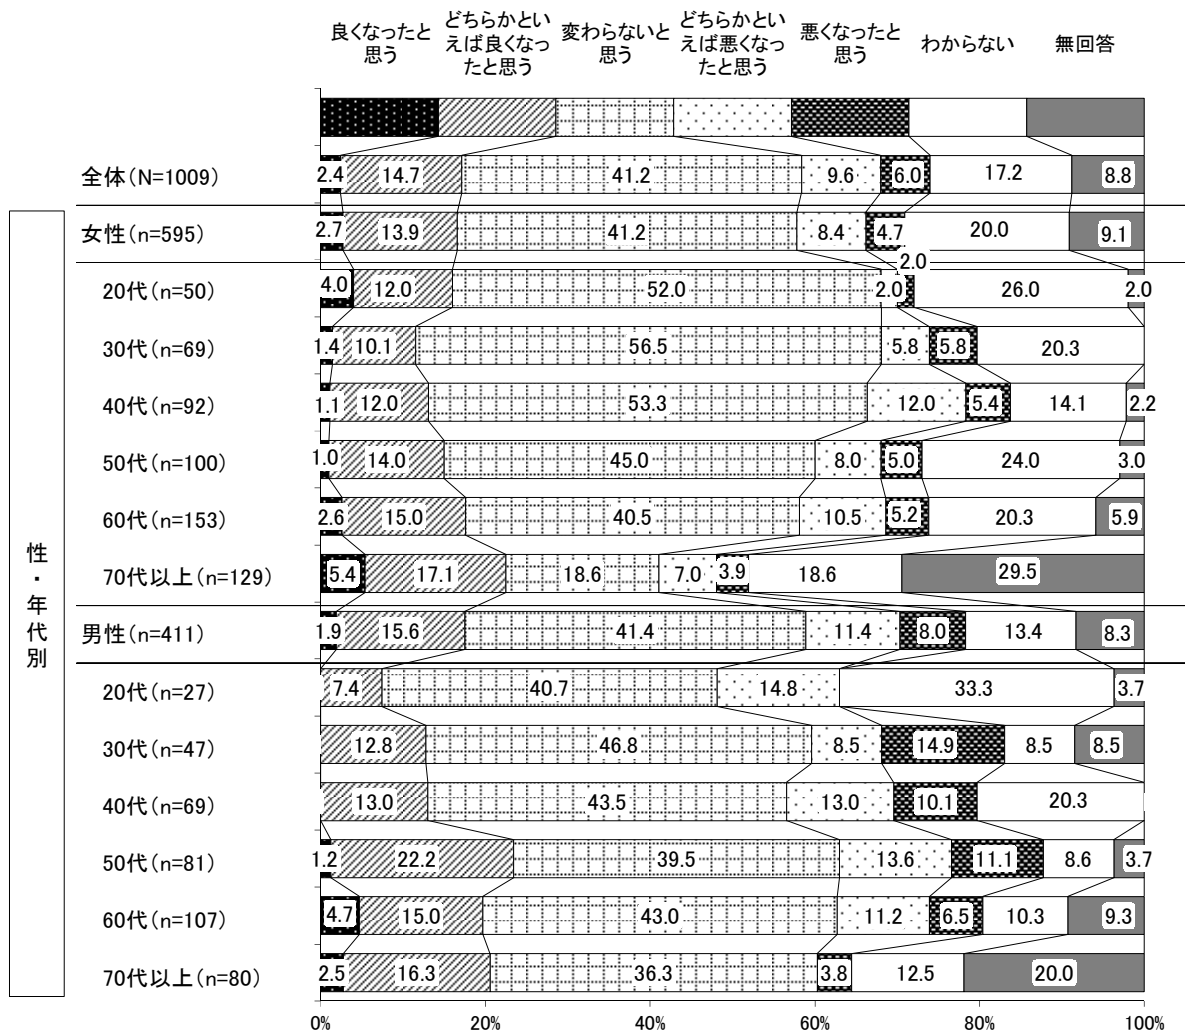 良くなったと思う
どちらかといえば良くなったと思う
変わらないと思う
どちらかといえば悪くなったと思う
悪くなったと思う
わからない
無回答
全体(N=1009) 2.4 14.7 41.2 9.6 6.0 17.2 8.8
性・年代別
女性(n=595) 2.7 13.9 41.2 8.4 4.7 20.0 9.1
2.0
20代(n=50) 4.0 12.0 52.0 2.0 26.0 2.0
30代(n=69) 1.4 10.1 56.5 5.8 5.8 20.3
40代(n=92) 1.1 12.0 53.3 12.0 5.4 14.1 2.2
50代(n=100) 1.0 14.0 45.0 8.0 5.0 24.0 3.0
60代(n=153) 2.6 15.0 40.5 10.5 5.2 20.3 5.9
70代以上(n=129) 5.4 17.1 18.6 7.0 3.9 18.6 29.5
男性(n=411) 1.9 15.6 41.4 11.4 8.0 13.4 8.3
20代(n=27) 7.4 40.7 14.8 33.3 3.7
30代(n=47) 12.8 46.8 8.5 14.9 8.5 8.5
40代(n=69) 13.0 43.5 13.0 10.1 20.3
50代(n=81) 1.2 22.2 39.5 13.6 11.1 8.6 3.7
60代(n=107) 4.7 15.0 43.0 11.2 6.5 10.3 9.3
70代以上(n=80) 2.5 16.3 36.3 3.8 12.5 20.0
0% 20% 40% 60% 80% 100%